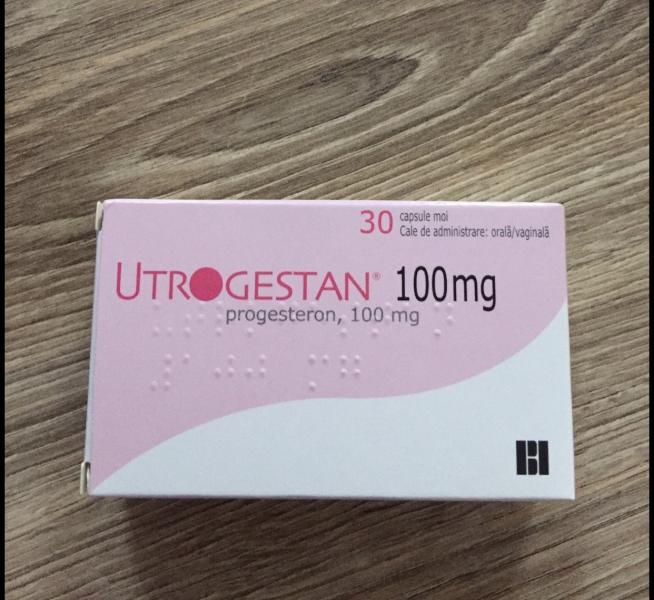 30 capsule moi
Cale de administrare: orală/vaginală
UTROGESTAN® 100mg
progesteron, 100 mg